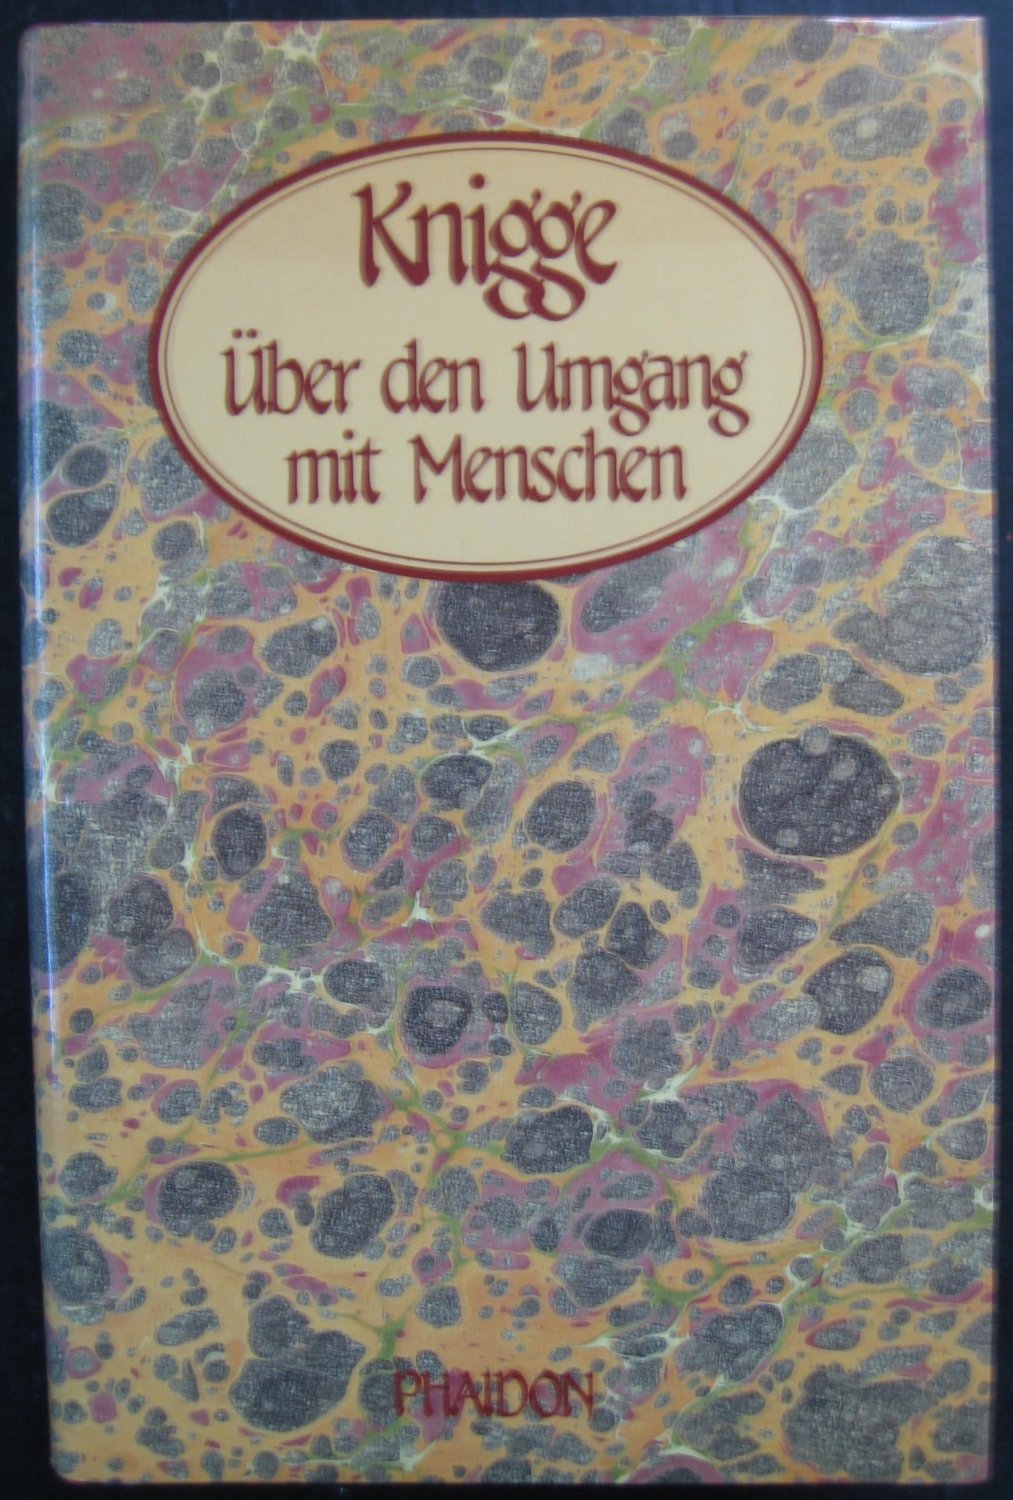 Knigge
Über den Umgang
mit Menschen
PHAIDON